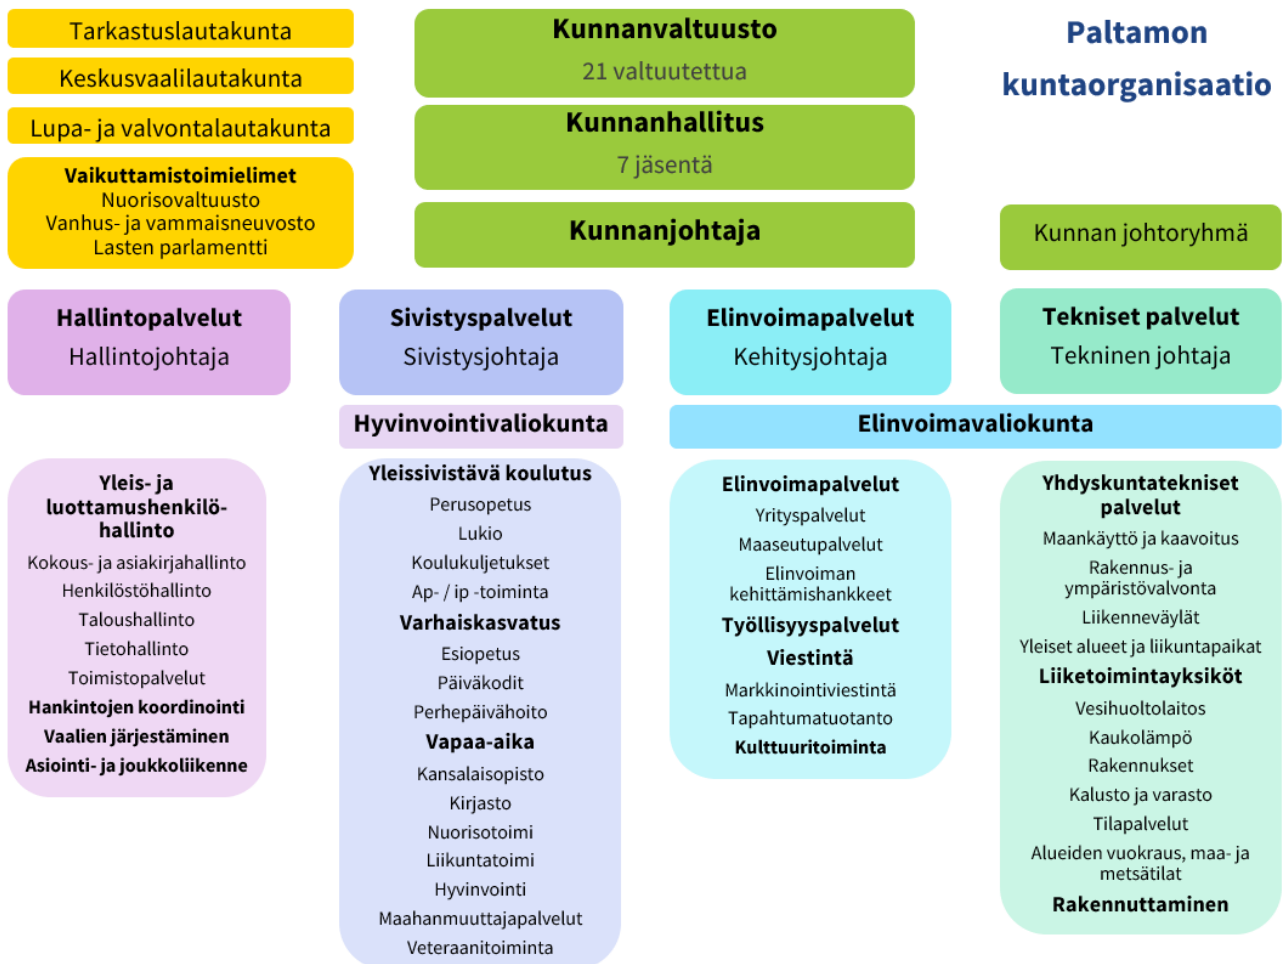 Tarkastuslautakunta
Keskusvaalilautakunta
Lupa- ja valvontalautakunta
Vaikuttamistoimielimet
Nuorisovaltuusto
Vanhus- ja vammaisneuvosto
Lasten parlamentti
Kunnanvaltuusto
21 valtuutettua
Kunnanhallitus
7 jäsentä
Kunnanjohtaja
Paltamon
kuntaorganisaatio
Kunnan johtoryhmä
Hallintopalvelut
Hallintojohtaja
Sivistyspalvelut
Sivistysjohtaja
Elinvoimapalvelut
Kehitysjohtaja
Tekniset palvelut
Tekninen johtaja
Hyvinvointivaliokunta
Elinvoimavaliokunta
Yleis- ja
luottamushenkilö-
hallinto
Kokous- ja asiakirjahallinto
Henkilöstöhallinto
Taloushallinto
Tietohallinto
Toimistopalvelut
Hankintojen koordinointi
Vaalien järjestäminen
Asiointi- ja joukkoliikenne
Yleissivistävä koulutus
Perusopetus
Lukio
Koulukuljetukset
Ap- / ip -toiminta
Varhaiskasvatus
Esiopetus
Päiväkodit
Perhepäivähoito
Vapaa-aika
Kansalaisopisto
Kirjasto
Nuorisotoimi
Liikuntatoimi
Hyvinvointi
Maahanmuuttajapalvelut
Veteraanitoiminta
Elinvoimapalvelut
Yrityspalvelut
Maaseutupalvelut
Elinvoiman
kehittämishankkeet
Työllisyyspalvelut
Viestintä
Markkinointiviestintä
Tapahtumatuotanto
Kulttuuritoiminta
Yhdyskuntatekniset
palvelut
Maankäyttö ja kaavoitus
Rakennus- ja
ympäristövalvonta
Liikenneväylät
Yleiset alueet ja liikuntapaikat
Liiketoimintayksiköt
Vesihuoltolaitos
Kaukolämpö
Rakennukset
Kalusto ja varasto
Tilapalvelut
Alueiden vuokraus, maa- ja
metsätilat
Rakennuttaminen